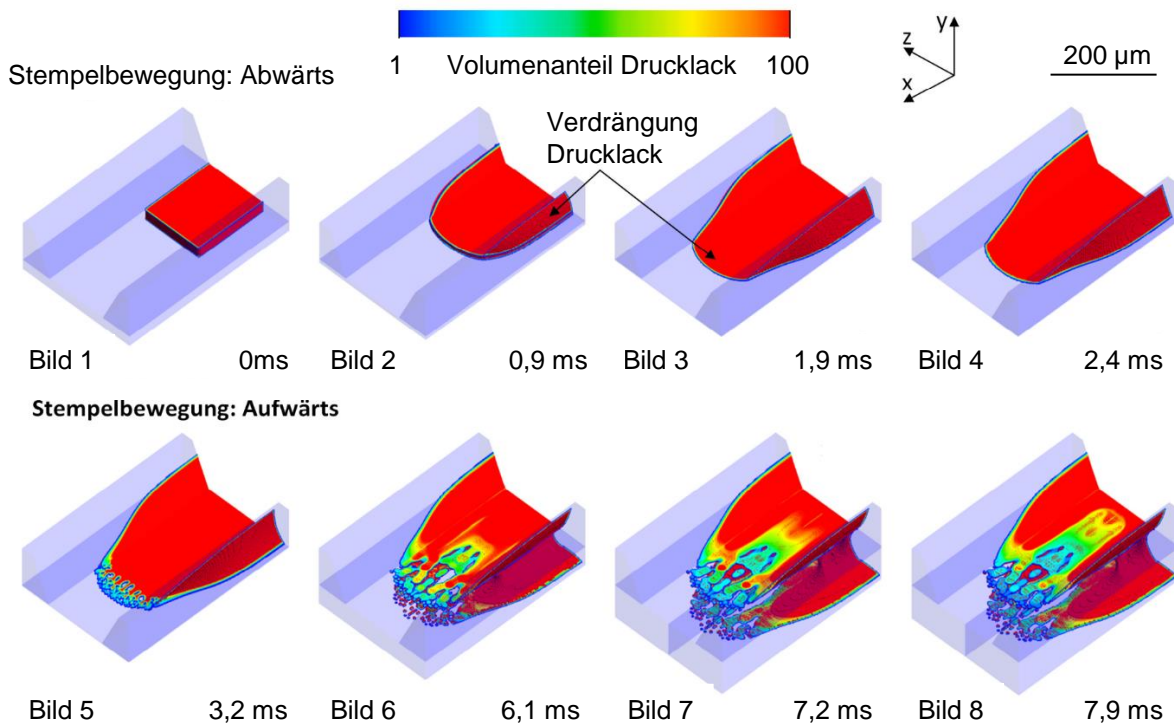 1 Volumenanteil Drucklack 100
y
z
x
200 µm
Stempelbewegung: Abwärts
Verdrängung
Drucklack
Bild 1 0ms
Bild 2 0,9 ms
Bild 3 1,9 ms
Bild 4 2,4 ms
Stempelbewegung: Aufwärts
Bild 5 3,2 ms
Bild 6 6,1 ms
Bild 7 7,2 ms
Bild 8 7,9 ms